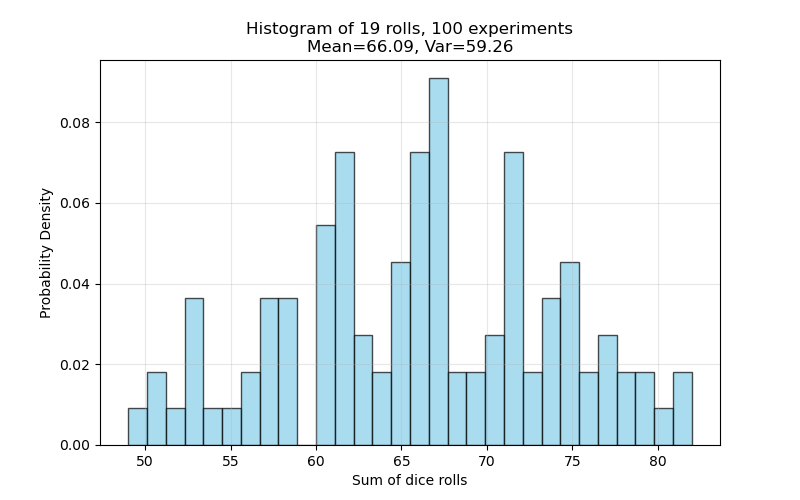 Histogram of 19 rolls, 100 experiments
Mean=66.09, Var=59.26
0.08
0.06
0.04
0.02
0.00
Probability Density
50 55 60 65 70 75 80
Sum of dice rolls